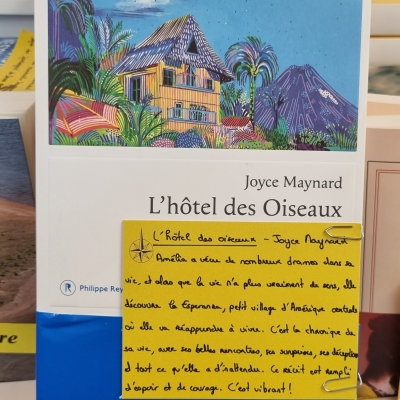 Joyce Maynard
L'hôtel des Oiseaux
Philippe Rey
L'hôtel des oiseaux - Joyce Maynard
Amélia a vécu de nombreux drames dans sa
vie, et alors que la vie n'a plus vraiment de sens, elle
découvre la Esperanza, petit village d'Amérique centrale
où elle va réapprendre à vivre. C'est la chronique de
sa vie, avec ses belles rencontres, ses surprises, ses déceptions
et tout ce qu'elle a d'inattendu. Ce récit est rempli
d'espoir et de courage. C'est vibrant !
re